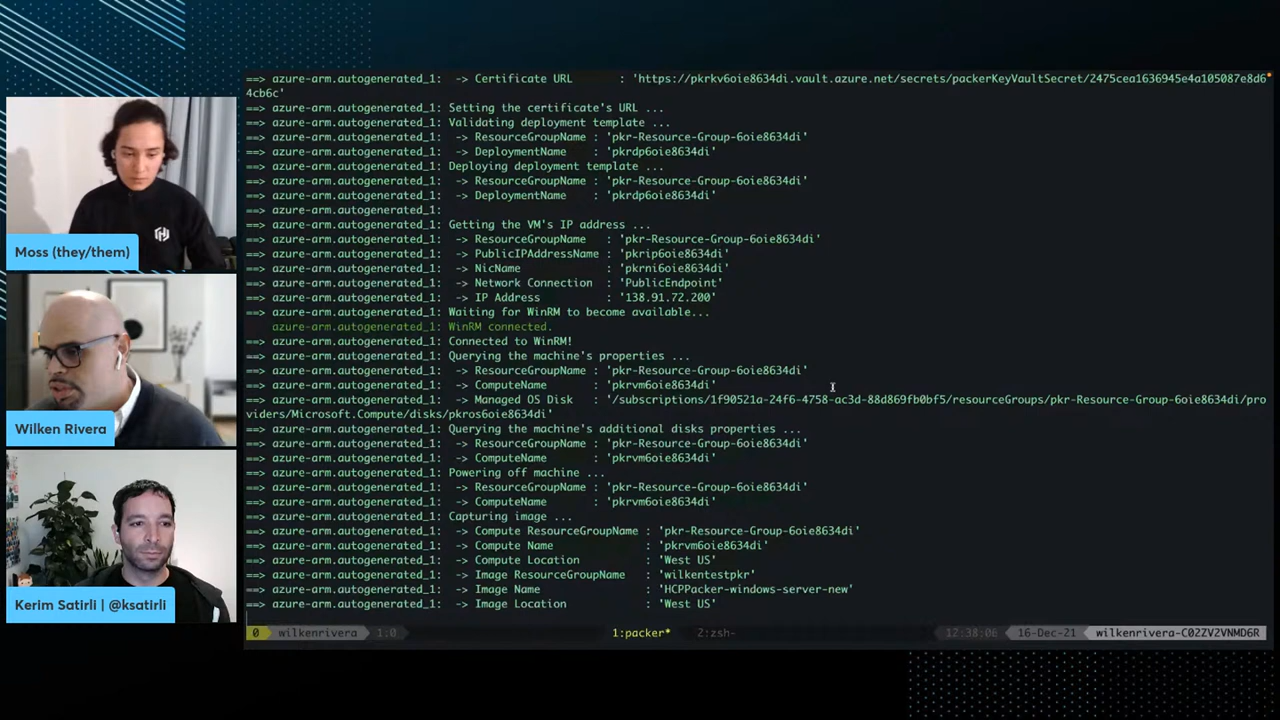 ==> azure-arm.autogenerated_1:  -> Certificate URL       : 'https://pkrkv6oie8634di.vault.azure.net/secrets/packerKeyVaultSecret/2475cea1636945e4a105087e8d6
4cb6c'
==> azure-arm.autogenerated_1: Setting the certificate's URL ...
==> azure-arm.autogenerated_1: Validating deployment template ...
==> azure-arm.autogenerated_1:  -> ResourceGroupName : 'pkr-Resource-Group-6oie8634di'
==> azure-arm.autogenerated_1:  -> DeploymentName    : 'pkrdp6oie8634di'
==> azure-arm.autogenerated_1: Deploying deployment template ...
==> azure-arm.autogenerated_1:  -> ResourceGroupName : 'pkr-Resource-Group-6oie8634di'
==> azure-arm.autogenerated_1:  -> DeploymentName    : 'pkrdp6oie8634di'
==> azure-arm.autogenerated_1:
==> azure-arm.autogenerated_1: Getting the VM's IP address ...
==> azure-arm.autogenerated_1:  -> ResourceGroupName   : 'pkr-Resource-Group-6oie8634di'
==> azure-arm.autogenerated_1:  -> PublicIPAddressName : 'pkrip6oie8634di'
==> azure-arm.autogenerated_1:  -> NicName             : 'pkrni6oie8634di'
==> azure-arm.autogenerated_1:  -> Network Connection  : 'PublicEndpoint'
==> azure-arm.autogenerated_1:  -> IP Address          : '138.91.72.200'
==> azure-arm.autogenerated_1: Waiting for WinRM to become available...
azure-arm.autogenerated_1: WinRM connected.
==> azure-arm.autogenerated_1: Connected to WinRM!
==> azure-arm.autogenerated_1: Querying the machine's properties ...
==> azure-arm.autogenerated_1:  -> ResourceGroupName : 'pkr-Resource-Group-6oie8634di'
==> azure-arm.autogenerated_1:  -> ComputeName       : 'pkrvm6oie8634di'
==> azure-arm.autogenerated_1:  -> Managed OS Disk   : '/subscriptions/1f90521a-24f6-4758-ac3d-88d869fb0bf5/resourceGroups/pkr-Resource-Group-6oie8634di/pro
viders/Microsoft.Compute/disks/pkros6oie8634di'
==> azure-arm.autogenerated_1: Querying the machine's additional disks properties ...
==> azure-arm.autogenerated_1:  -> ResourceGroupName : 'pkr-Resource-Group-6oie8634di'
==> azure-arm.autogenerated_1:  -> ComputeName       : 'pkrvm6oie8634di'
==> azure-arm.autogenerated_1: Powering off machine ...
==> azure-arm.autogenerated_1:  -> ResourceGroupName : 'pkr-Resource-Group-6oie8634di'
==> azure-arm.autogenerated_1:  -> ComputeName       : 'pkrvm6oie8634di'
==> azure-arm.autogenerated_1: Capturing image ...
==> azure-arm.autogenerated_1:  -> Compute ResourceGroupName : 'pkr-Resource-Group-6oie8634di'
==> azure-arm.autogenerated_1:  -> Compute Name              : 'pkrvm6oie8634di'
==> azure-arm.autogenerated_1:  -> Compute Location          : 'West US'
==> azure-arm.autogenerated_1:  -> Image ResourceGroupName   : 'wilkentestpkr'
==> azure-arm.autogenerated_1:  -> Image Name                : 'HCPPacker-windows-server-new'
==> azure-arm.autogenerated_1:  -> Image Location            : 'West US'
0 wilkenrivera 1:0 1:packer* 2:zsh- 12:38:06 16-Dec-21 wilkenrivera-C02ZV2VNMD6R
Moss (they/them)
Wilken Rivera
Kerim Satirli | @ksatirli